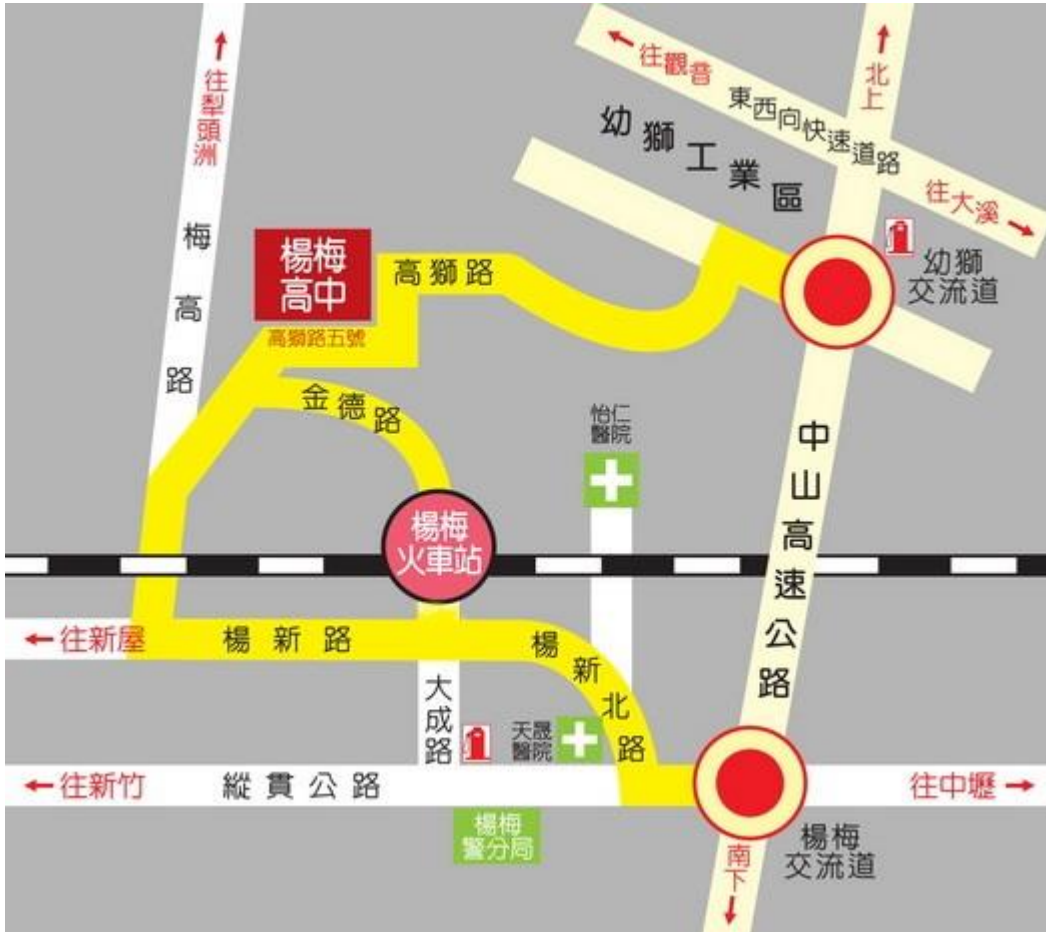 往犁頭洲
梅高路
往觀音
東西向快速道路
北上
幼獅工業區
往大溪
幼獅
交流道
楊梅
高中
高獅路五號
高獅路
金德路
怡仁
醫院
中山高速公路
楊梅
火車站
往新屋
楊新路
楊新北路
大成路
天晟
醫院
往新竹
縱貫公路
往中壢
楊梅
警分局
楊梅
交流道
南下